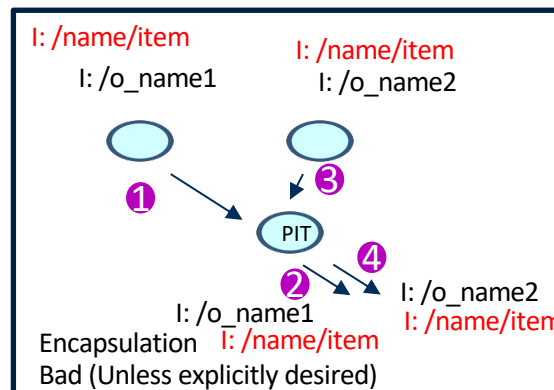 I: /name/item
I: /name/item
I: /o_name1
I: /o_name2
1
3
PIT
4
2
I: /o_name2
I: /o_name1
I: /name/item
I: /name/item
Encapsulation
Bad (Unless explicitly desired)